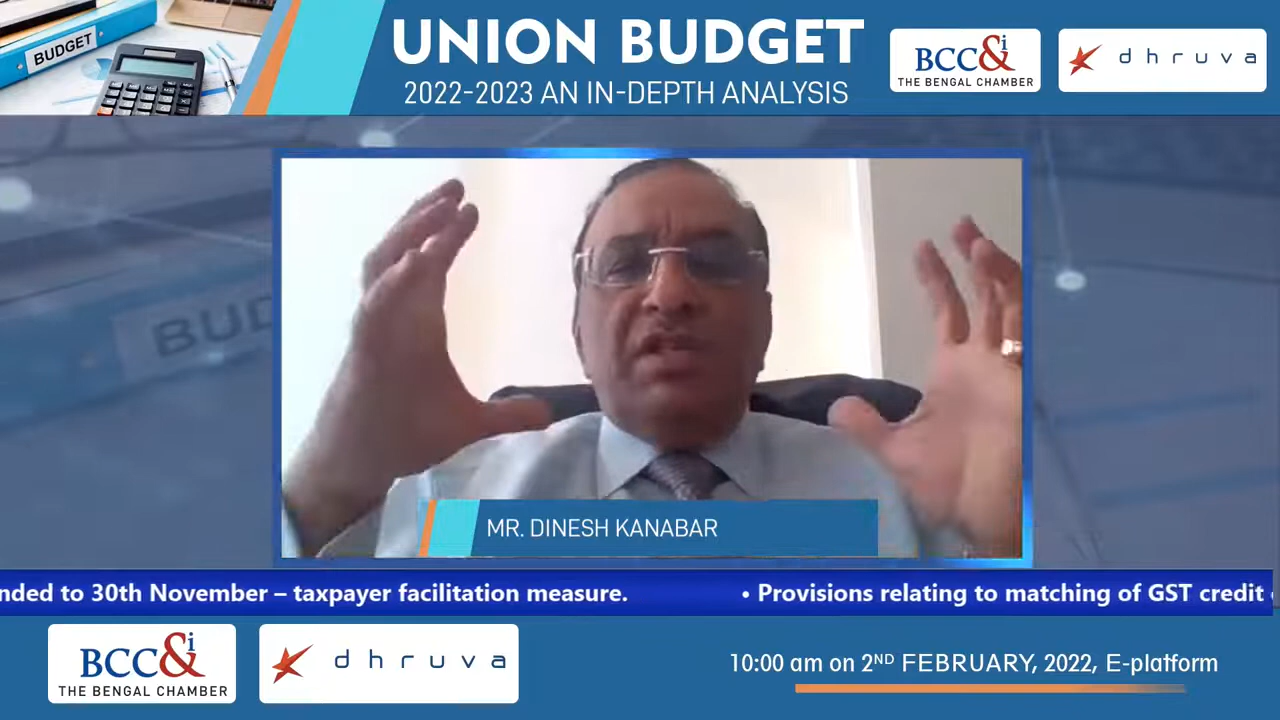 BUDGET
UNION BUDGET
2022-2023 AN IN-DEPTH ANALYSIS
BCC&i
THE BENGAL CHAMBER
dhruva
BUD
MR. DINESH KANABAR
nded to 30th November – taxpayer facilitation measure. • Provisions relating to matching of GST credit
BCC&i
THE BENGAL CHAMBER
dhruva
10:00 am on 2ND FEBRUARY, 2022, E-platform